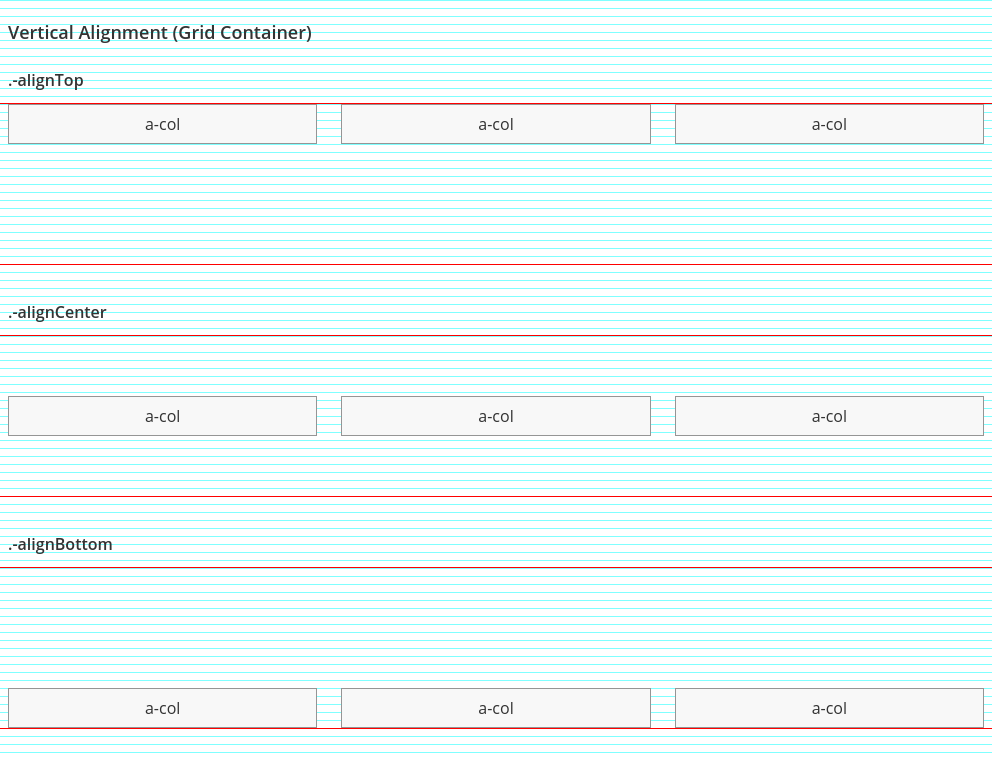 Vertical Alignment (Grid Container)
.-alignTop
a-col a-col a-col
.-alignCenter
a-col a-col a-col
.-alignBottom
a-col a-col a-col